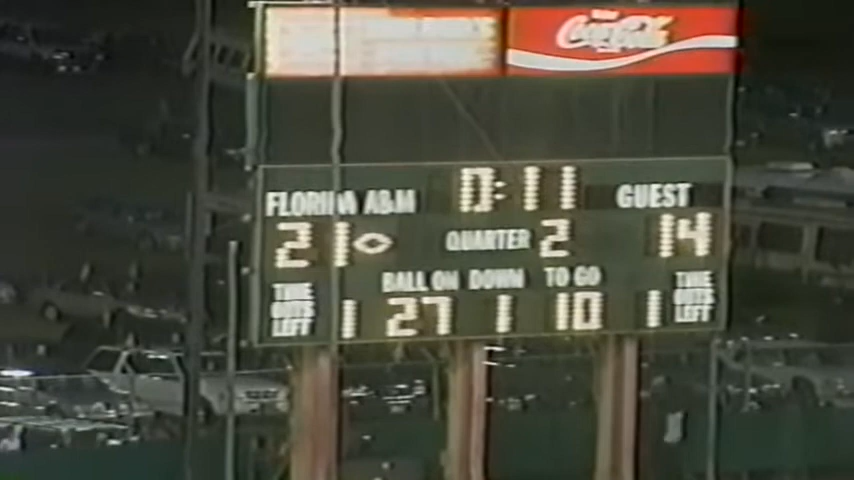 Coca-Cola
0:11
FLORIDA A&M GUEST
21 QUARTER 2 14
BALL ON DOWN TO GO
TIME OUTS LEFT 1 27 1 10 1 TIME OUTS LEFT